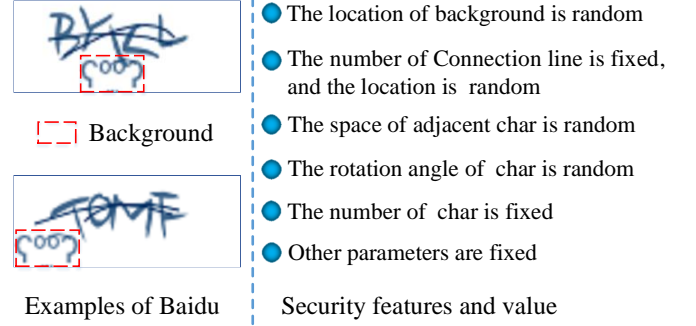 Background
Examples of Baidu
The location of background is random
The number of Connection line is fixed,
and the location is random
The space of adjacent char is random
The rotation angle of char is random
The number of char is fixed
Other parameters are fixed
Security features and value